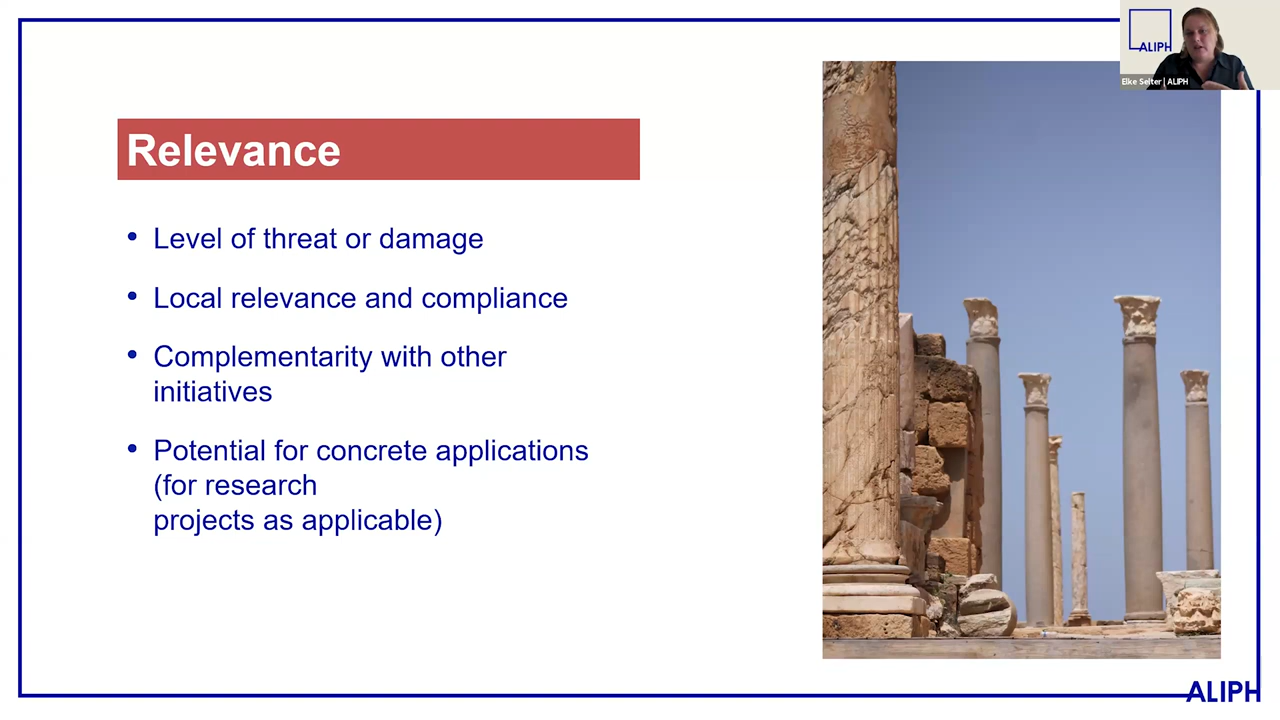 ALIPH
Elke Selter | ALIPH
Relevance
• Level of threat or damage
• Local relevance and compliance
• Complementarity with other
initiatives
• Potential for concrete applications
(for research
projects as applicable)
ALIPH